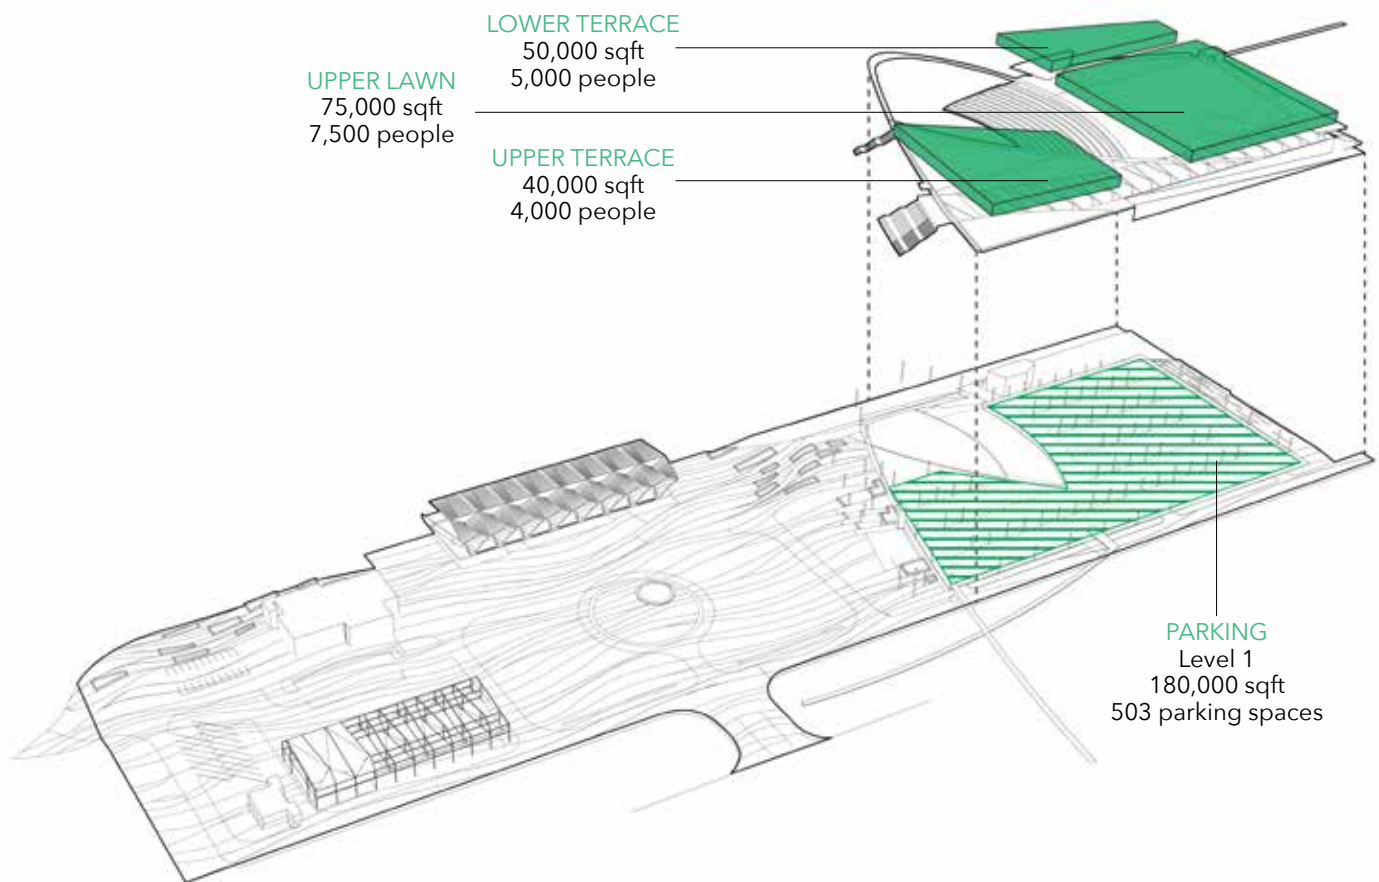 LOWER TERRACE
50,000 sqft
5,000 people
UPPER LAWN
75,000 sqft
7,500 people
UPPER TERRACE
40,000 sqft
4,000 people
PARKING
Level 1
180,000 sqft
503 parking spaces